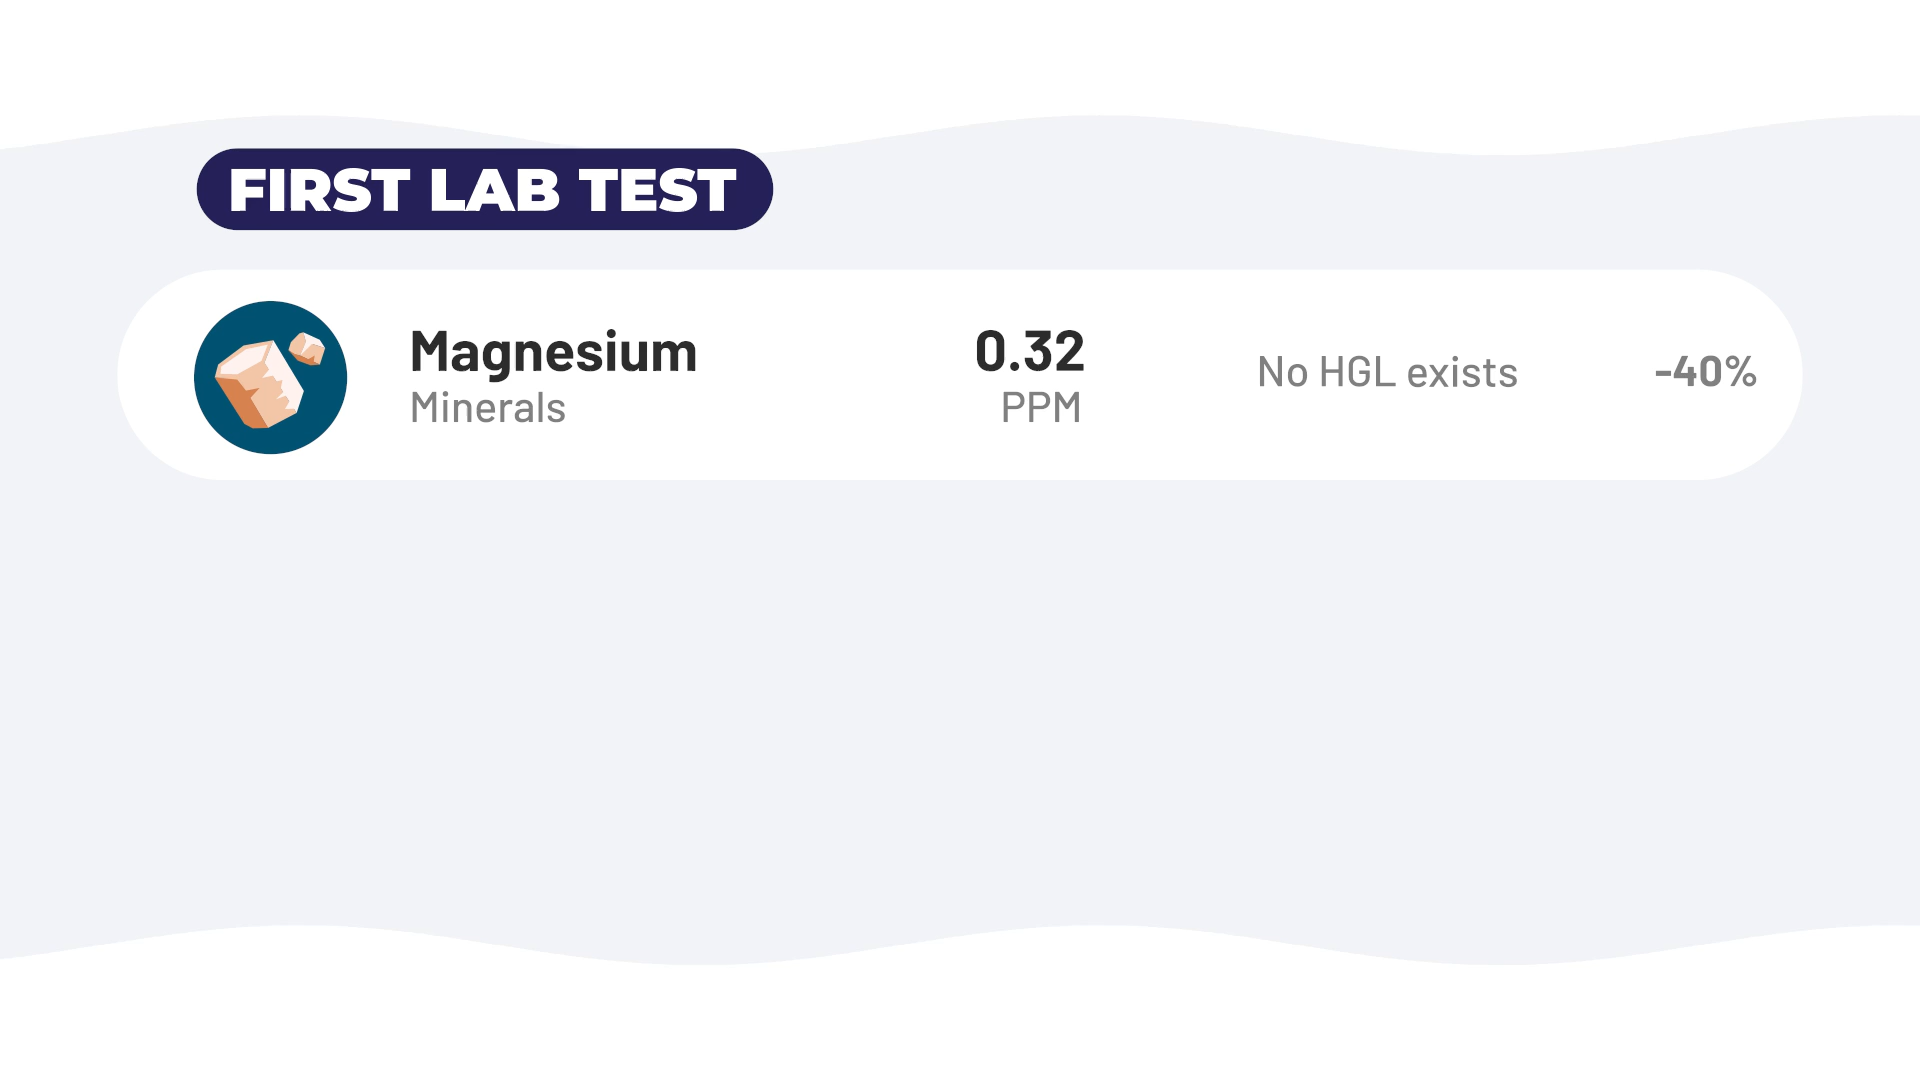 FIRST LAB TEST
Magnesium
Minerals
0.32
PPM
No HGL exists
-40%